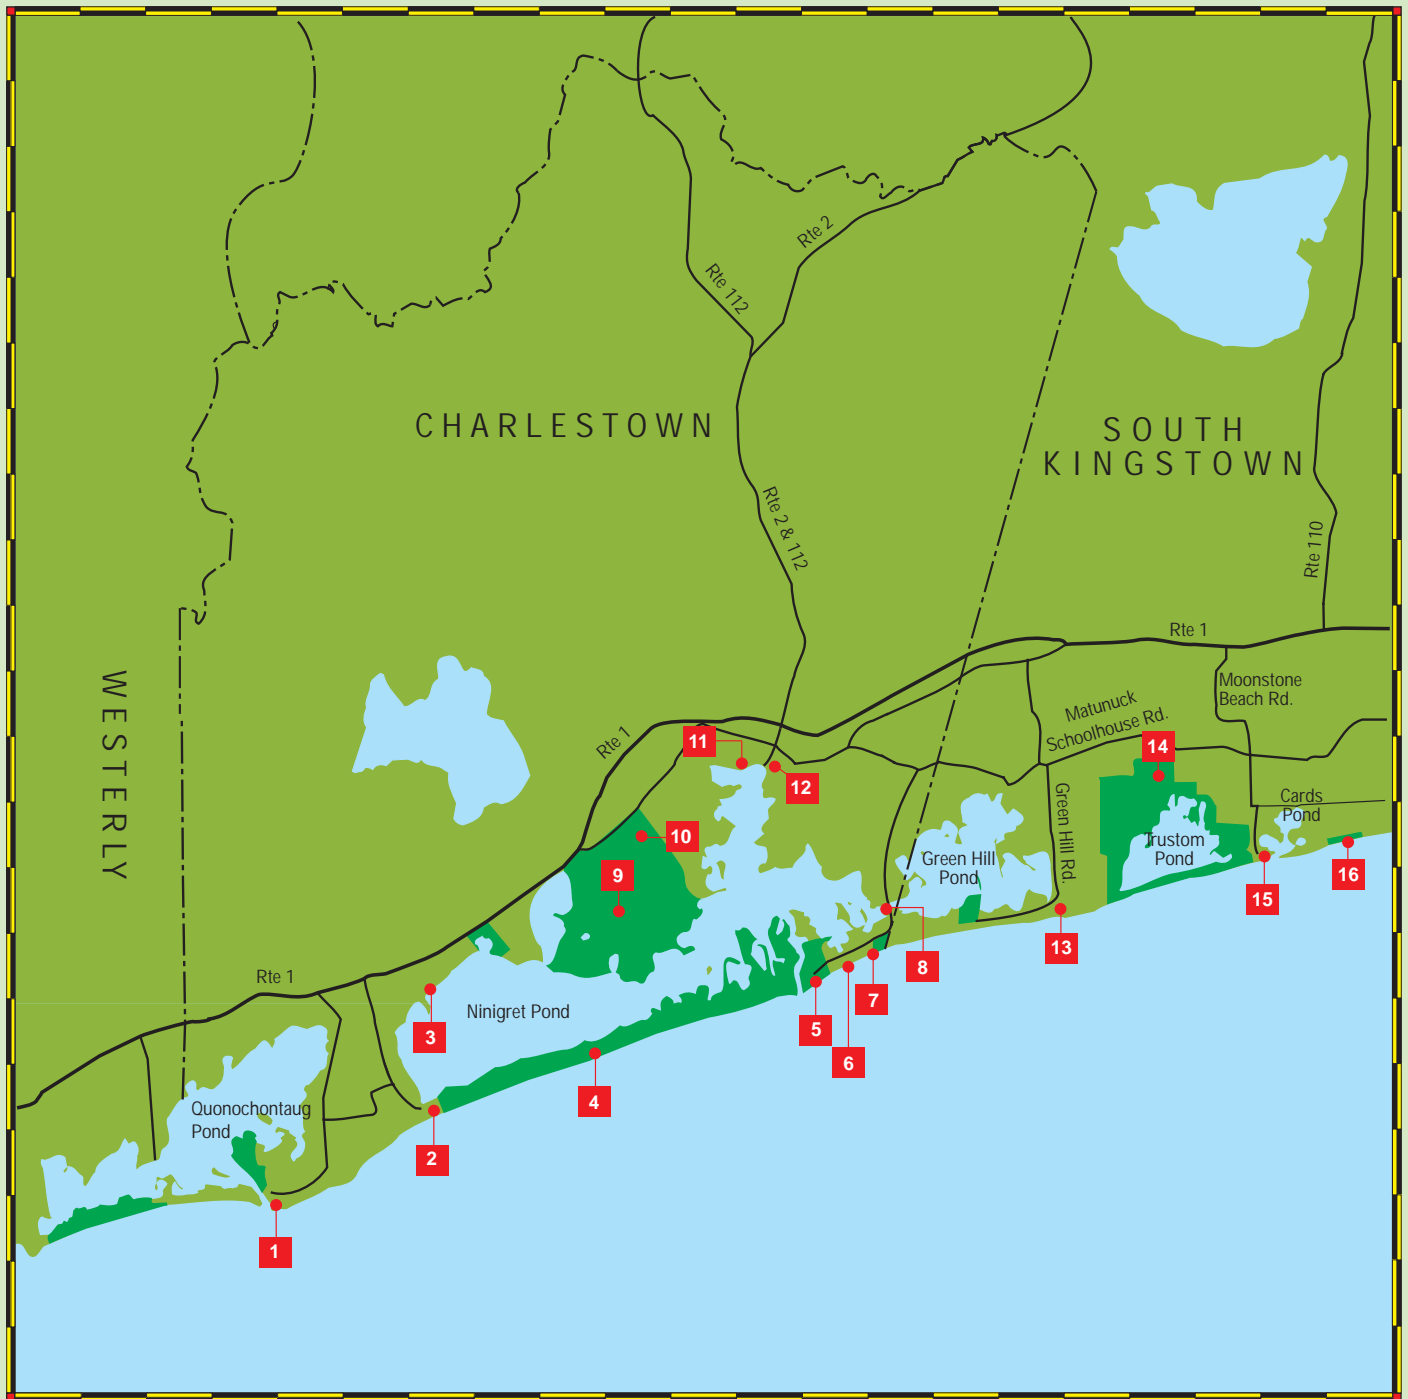 Rte 2
Rte 112
CHARLESTOWN
SOUTH
KINGSTOWN
Rte 2 & 112
Rte 110
Rte 1
WESTERLY
Moonstone
Beach Rd.
Matunuck
Schoolhouse Rd.
Rte 1
11
14
12
Green Hill Rd.
Cards
Pond
10
Trustom
Pond
Green Hill
Pond
9
16
15
13
8
Rte 1
7
Ninigret Pond
5
3
6
4
Quonochontaug
Pond
2
1